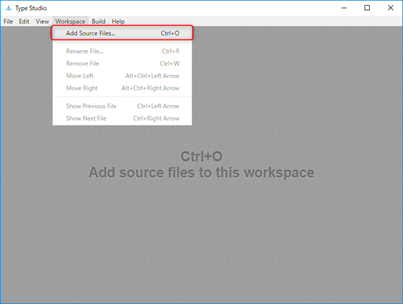 Type Studio
File Edit View Workspace Build Help
Add Source Files... Ctrl+O
Rename File... Ctrl+R
Remove File Ctrl+W
Move Left Alt+Ctrl+Left Arrow
Move Right Alt+Ctrl+Right Arrow
Show Previous File Ctrl+Left Arrow
Show Next File Ctrl+Right Arrow
Ctrl+O
Add source files to this workspace